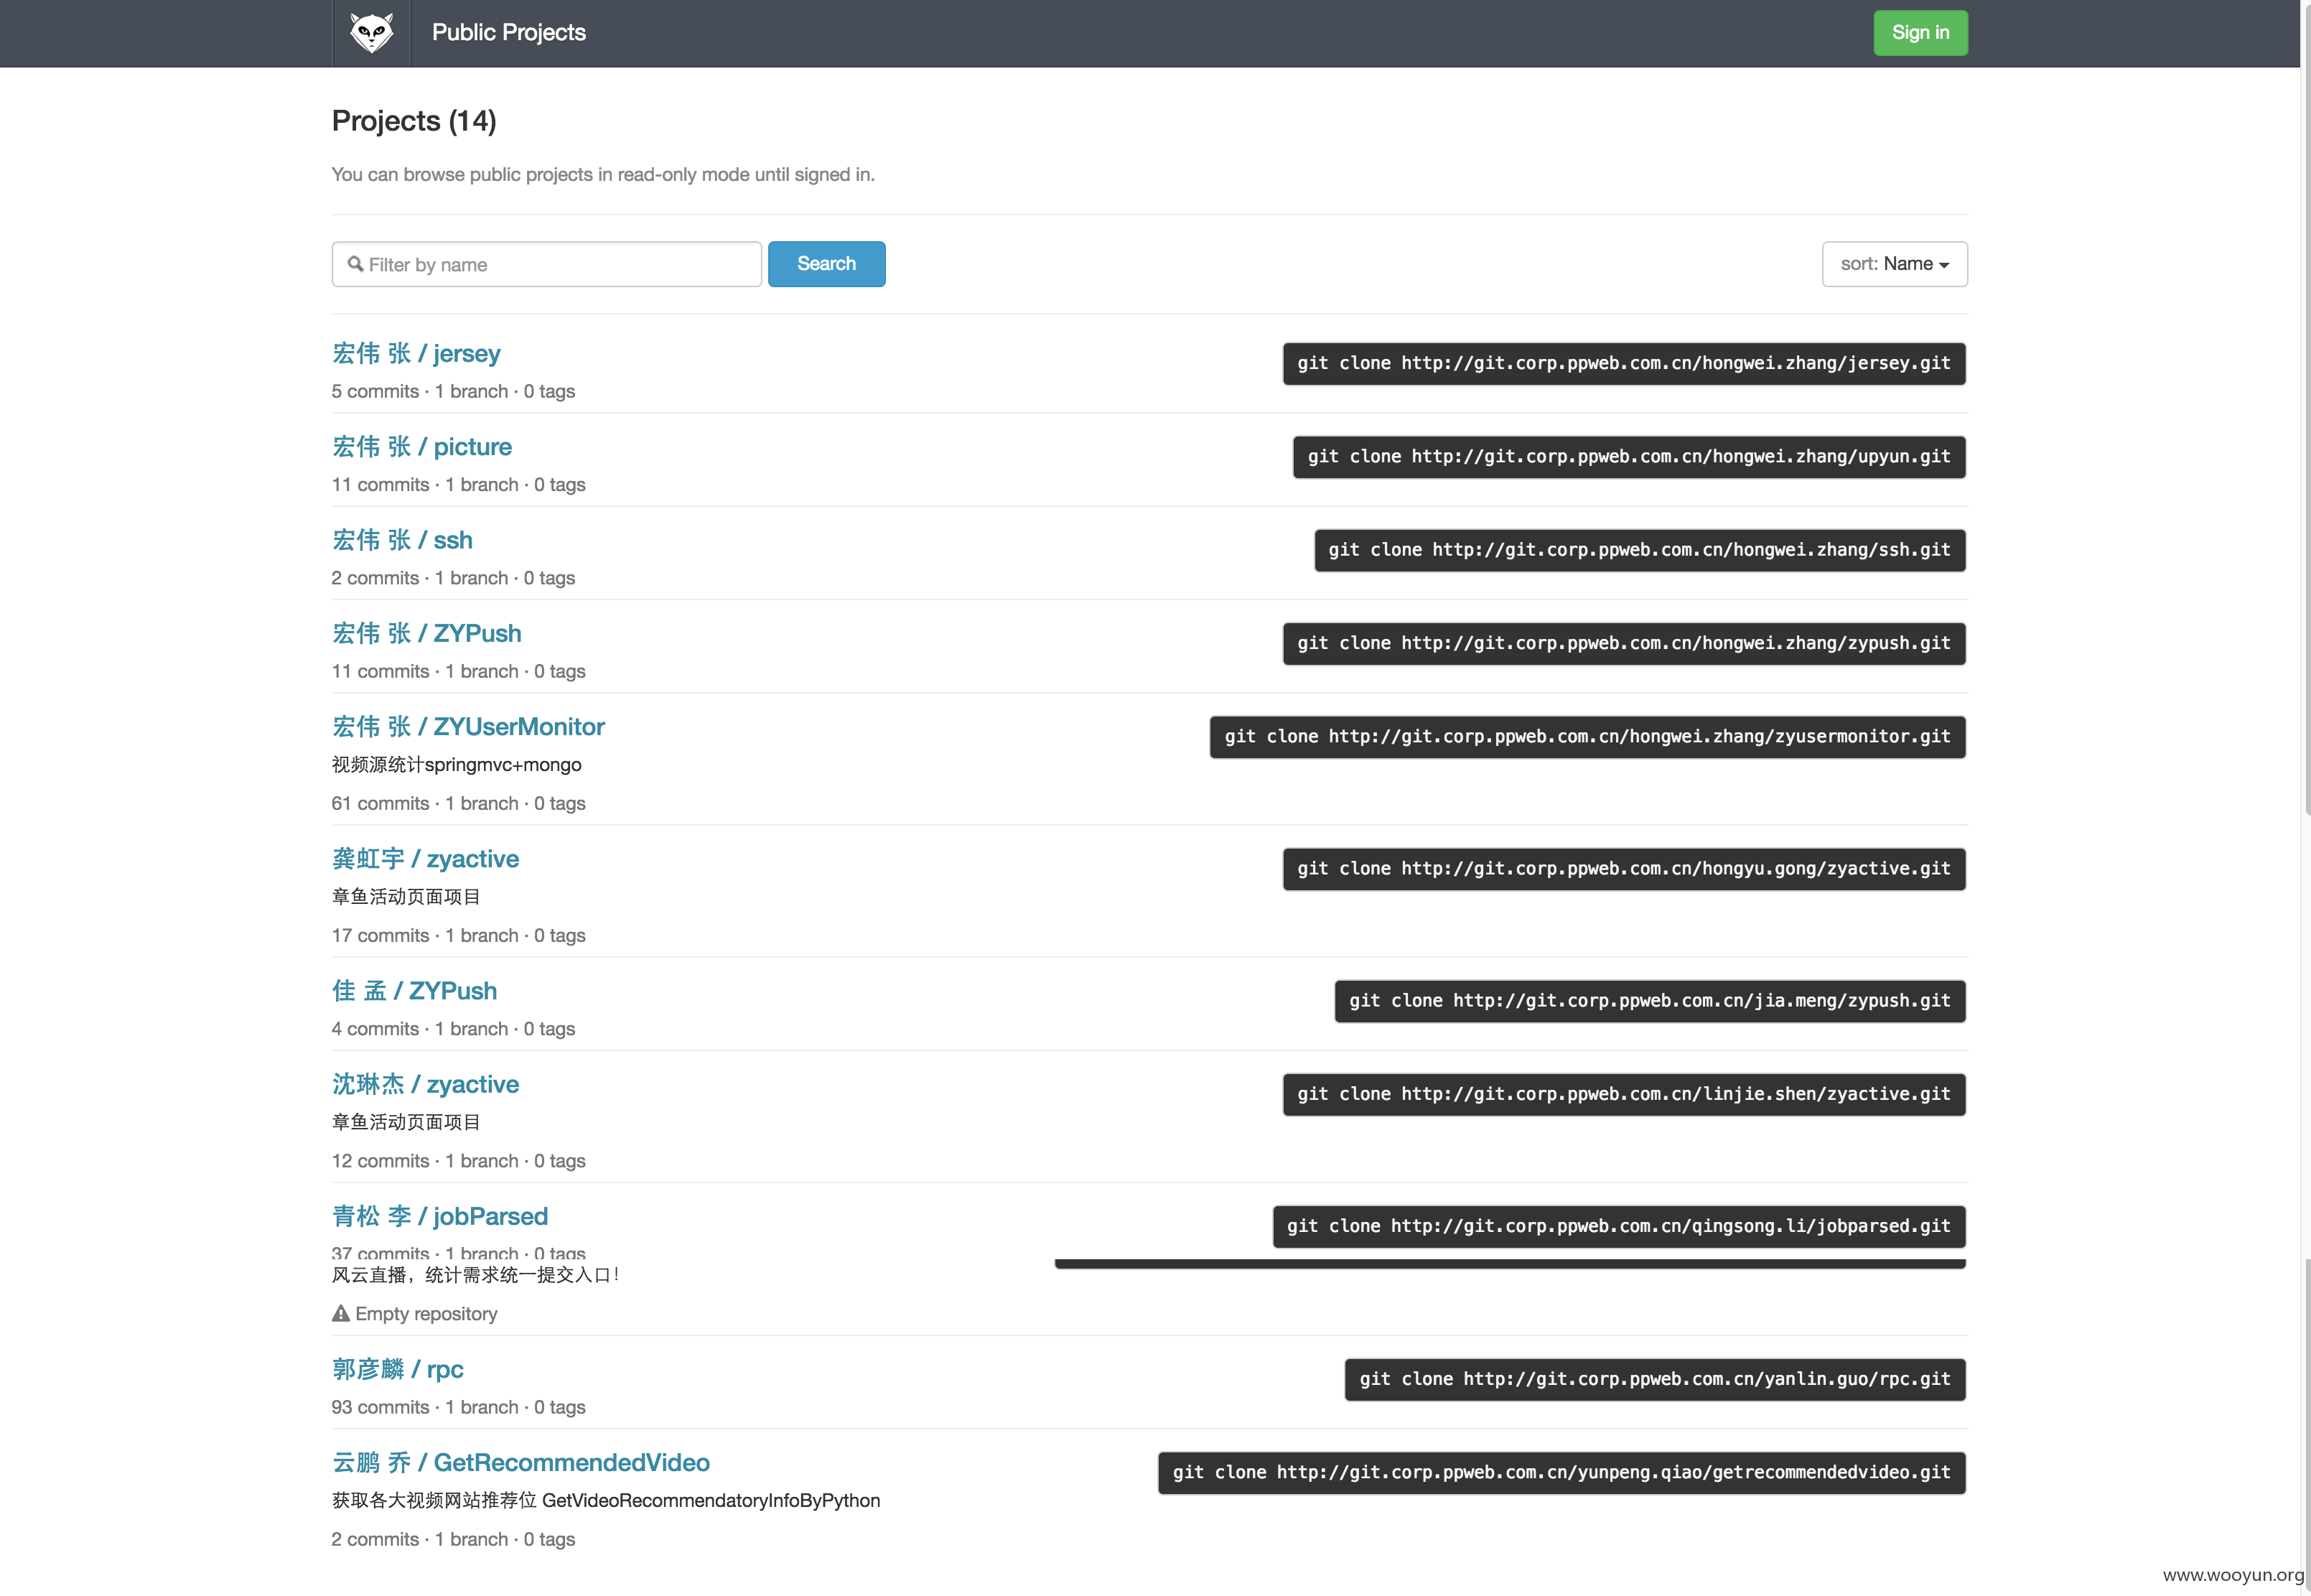 Public Projects
Sign in
Projects (14)
You can browse public projects in read-only mode until signed in.
Filter by name
Search
sort: Name
宏伟 张 / jersey
git clone http://git.corp.ppweb.com.cn/hongwei.zhang/jersey.git
5 commits · 1 branch · 0 tags
宏伟 张 / picture
git clone http://git.corp.ppweb.com.cn/hongwei.zhang/upyun.git
11 commits · 1 branch · 0 tags
宏伟 张 / ssh
git clone http://git.corp.ppweb.com.cn/hongwei.zhang/ssh.git
2 commits · 1 branch · 0 tags
宏伟 张 / ZYPush
git clone http://git.corp.ppweb.com.cn/hongwei.zhang/zypush.git
11 commits · 1 branch · 0 tags
宏伟 张 / ZYUserMonitor
git clone http://git.corp.ppweb.com.cn/hongwei.zhang/zyusermonitor.git
视频源统计springmvc+mongo
61 commits · 1 branch · 0 tags
龚虹宇 / zyactive
git clone http://git.corp.ppweb.com.cn/hongyu.gong/zyactive.git
章鱼活动页面项目
17 commits · 1 branch · 0 tags
佳 孟 / ZYPush
git clone http://git.corp.ppweb.com.cn/jia.meng/zypush.git
4 commits · 1 branch · 0 tags
沈琳杰 / zyactive
git clone http://git.corp.ppweb.com.cn/linjie.shen/zyactive.git
章鱼活动页面项目
12 commits · 1 branch · 0 tags
青松 李 / jobParsed
git clone http://git.corp.ppweb.com.cn/qingsong.li/jobparsed.git
37 commits · 1 branch · 0 tags
风云直播，统计需求统一提交入口！
Empty repository
郭彦麟 / rpc
git clone http://git.corp.ppweb.com.cn/yanlin.guo/rpc.git
93 commits · 1 branch · 0 tags
云鹏 乔 / GetRecommendedVideo
git clone http://git.corp.ppweb.com.cn/yunpeng.qiao/getrecommendedvideo.git
获取各大视频网站推荐位 GetVideoRecommendatoryInfoByPython
2 commits · 1 branch · 0 tags
www.wooyun.org